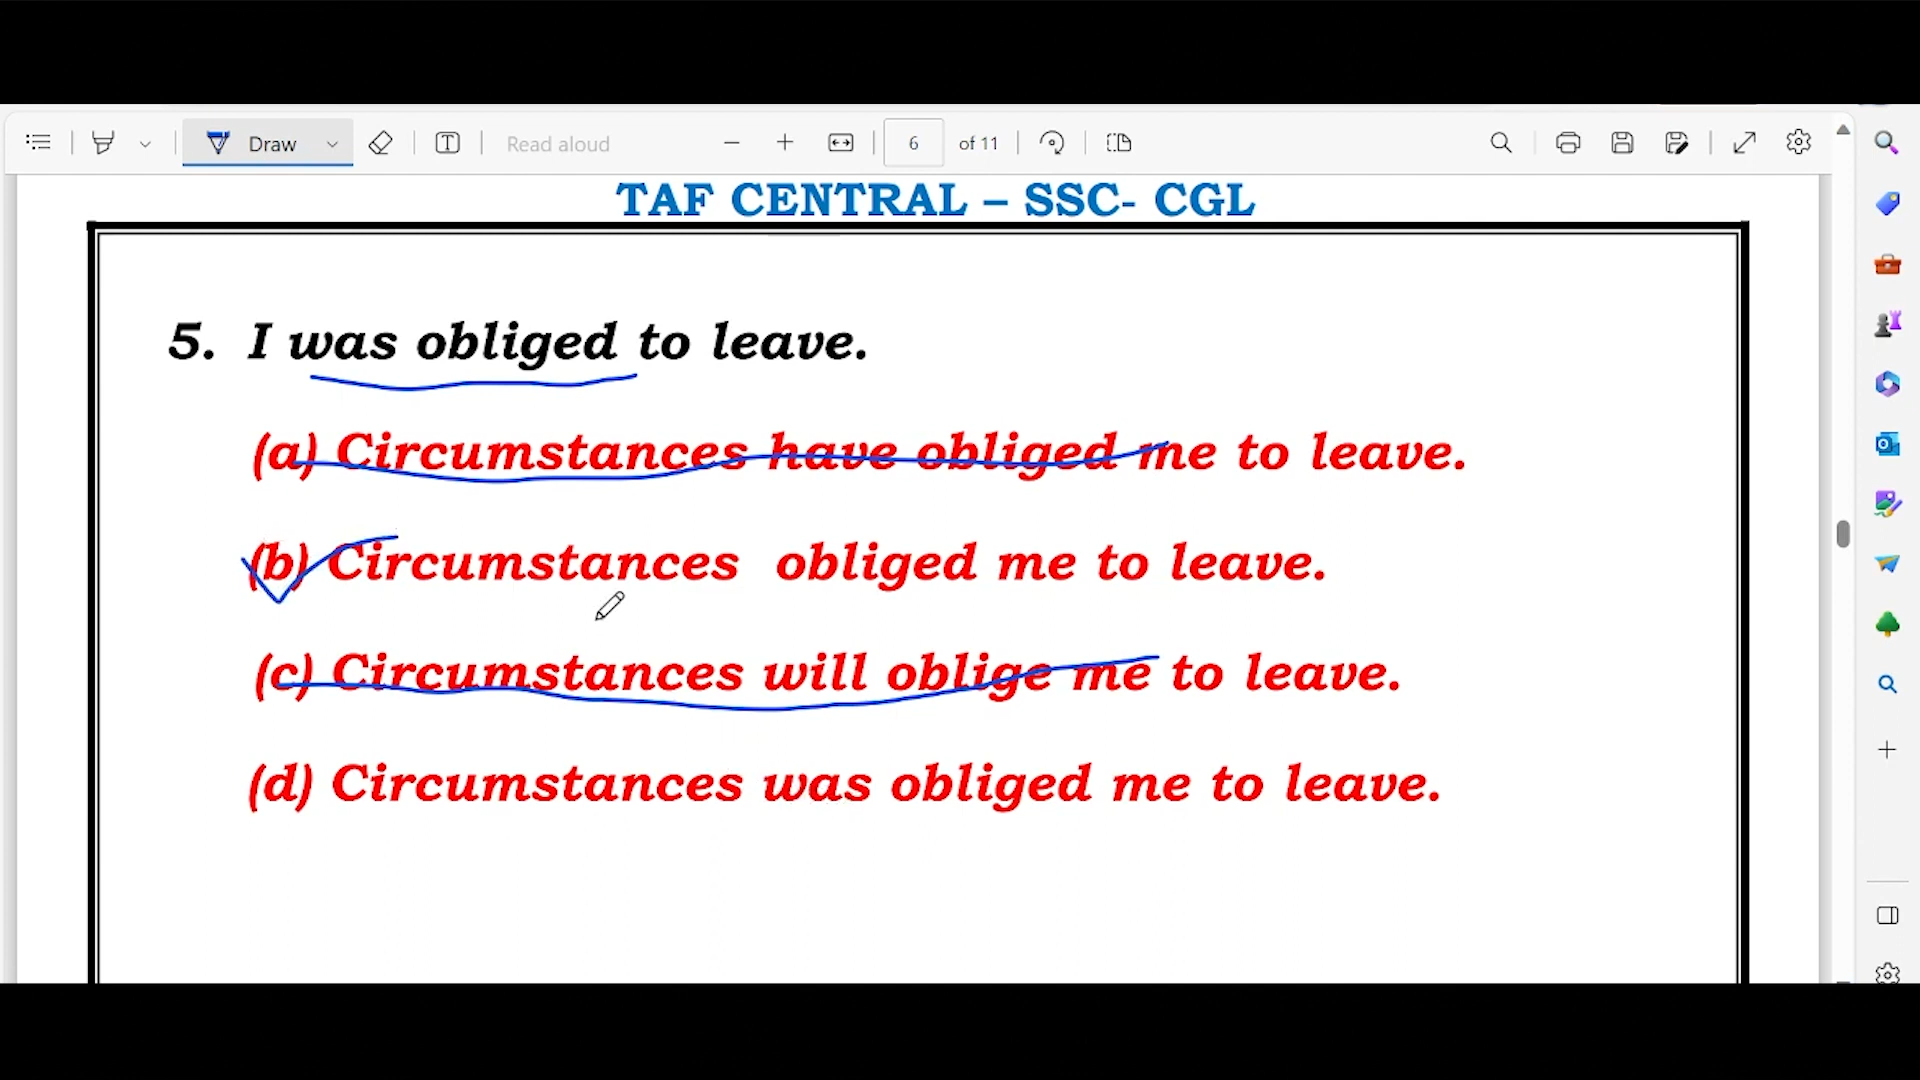 Draw
Read aloud
6
of 11
TAF CENTRAL – SSC- CGL
5. I was obliged to leave.
(a) Circumstances have obliged me to leave.
(b) Circumstances obliged me to leave.
(c) Circumstances will oblige me to leave.
(d) Circumstances was obliged me to leave.